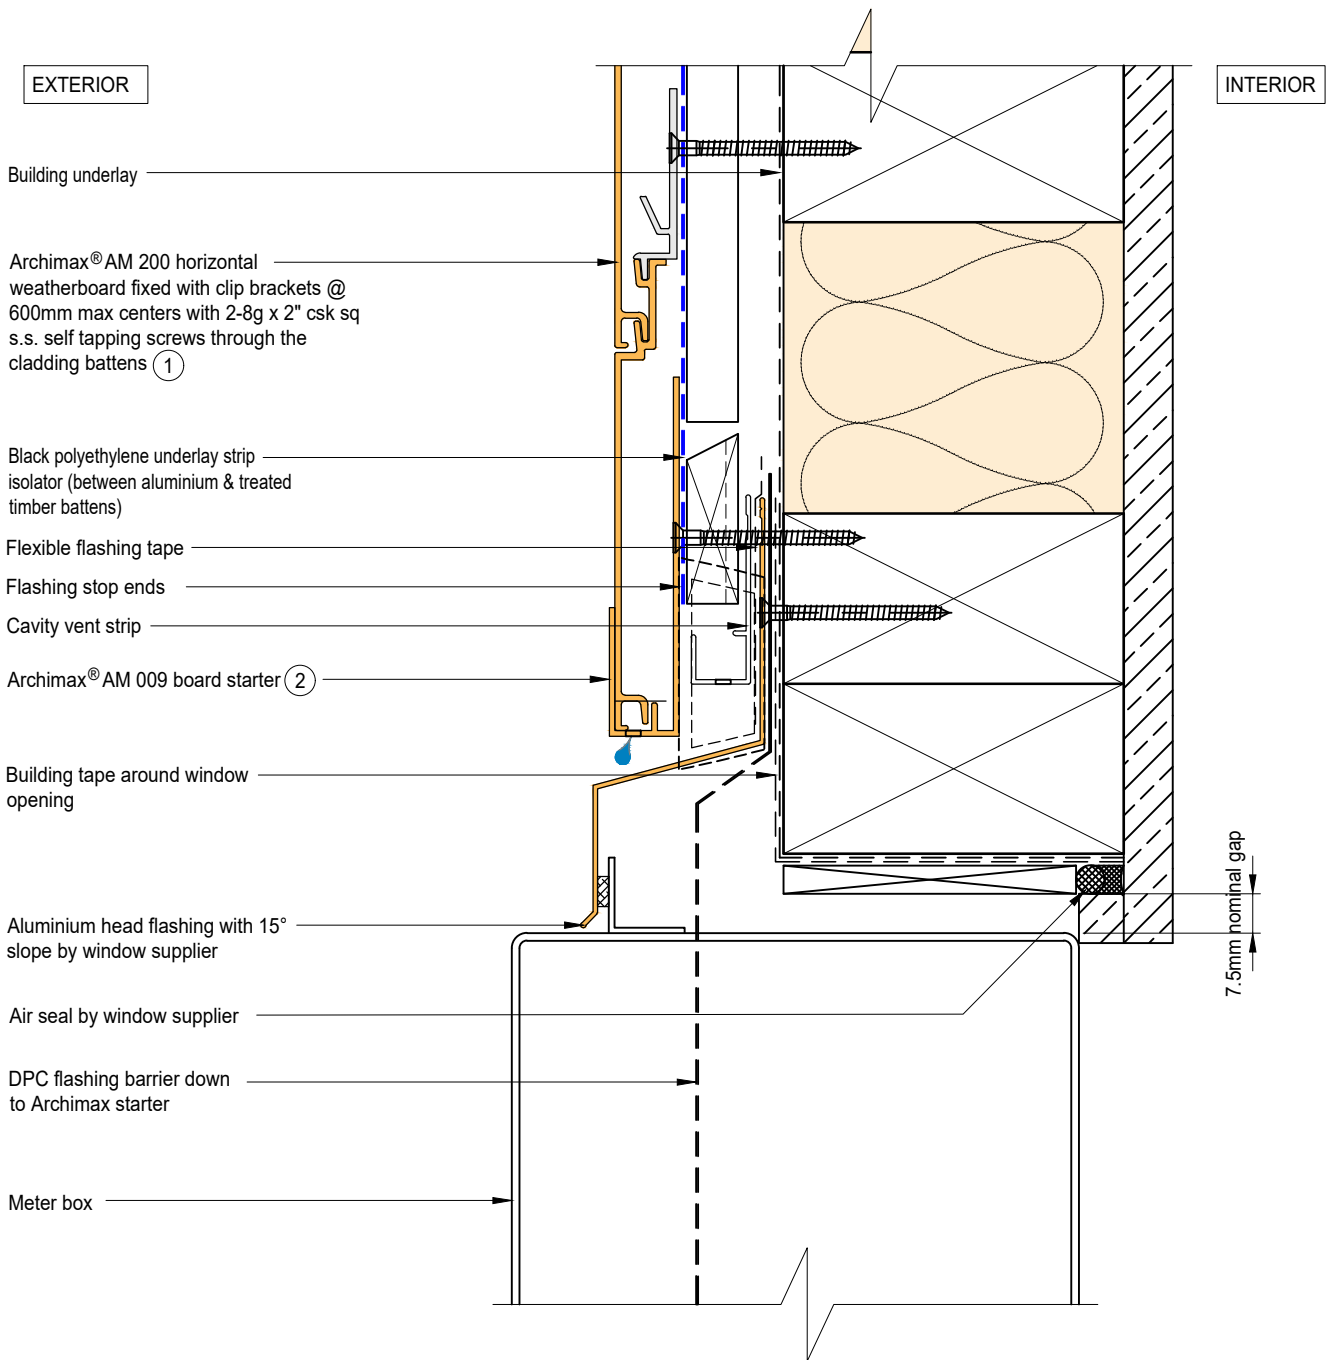 EXTERIOR
INTERIOR
Building underlay
Archimax® AM 200 horizontal
weatherboard fixed with clip brackets @
600mm max centers with 2-8g x 2" csk sq
s.s. self tapping screws through the
cladding battens 1
Black polyethylene underlay strip
isolator (between aluminium & treated
timber battens)
Flexible flashing tape
Flashing stop ends
Cavity vent strip
Archimax® AM 009 board starter 2
Building tape around window
opening
7.5mm nominal gap
Aluminium head flashing with 15°
slope by window supplier
Air seal by window supplier
DPC flashing barrier down
to Archimax starter
Meter box